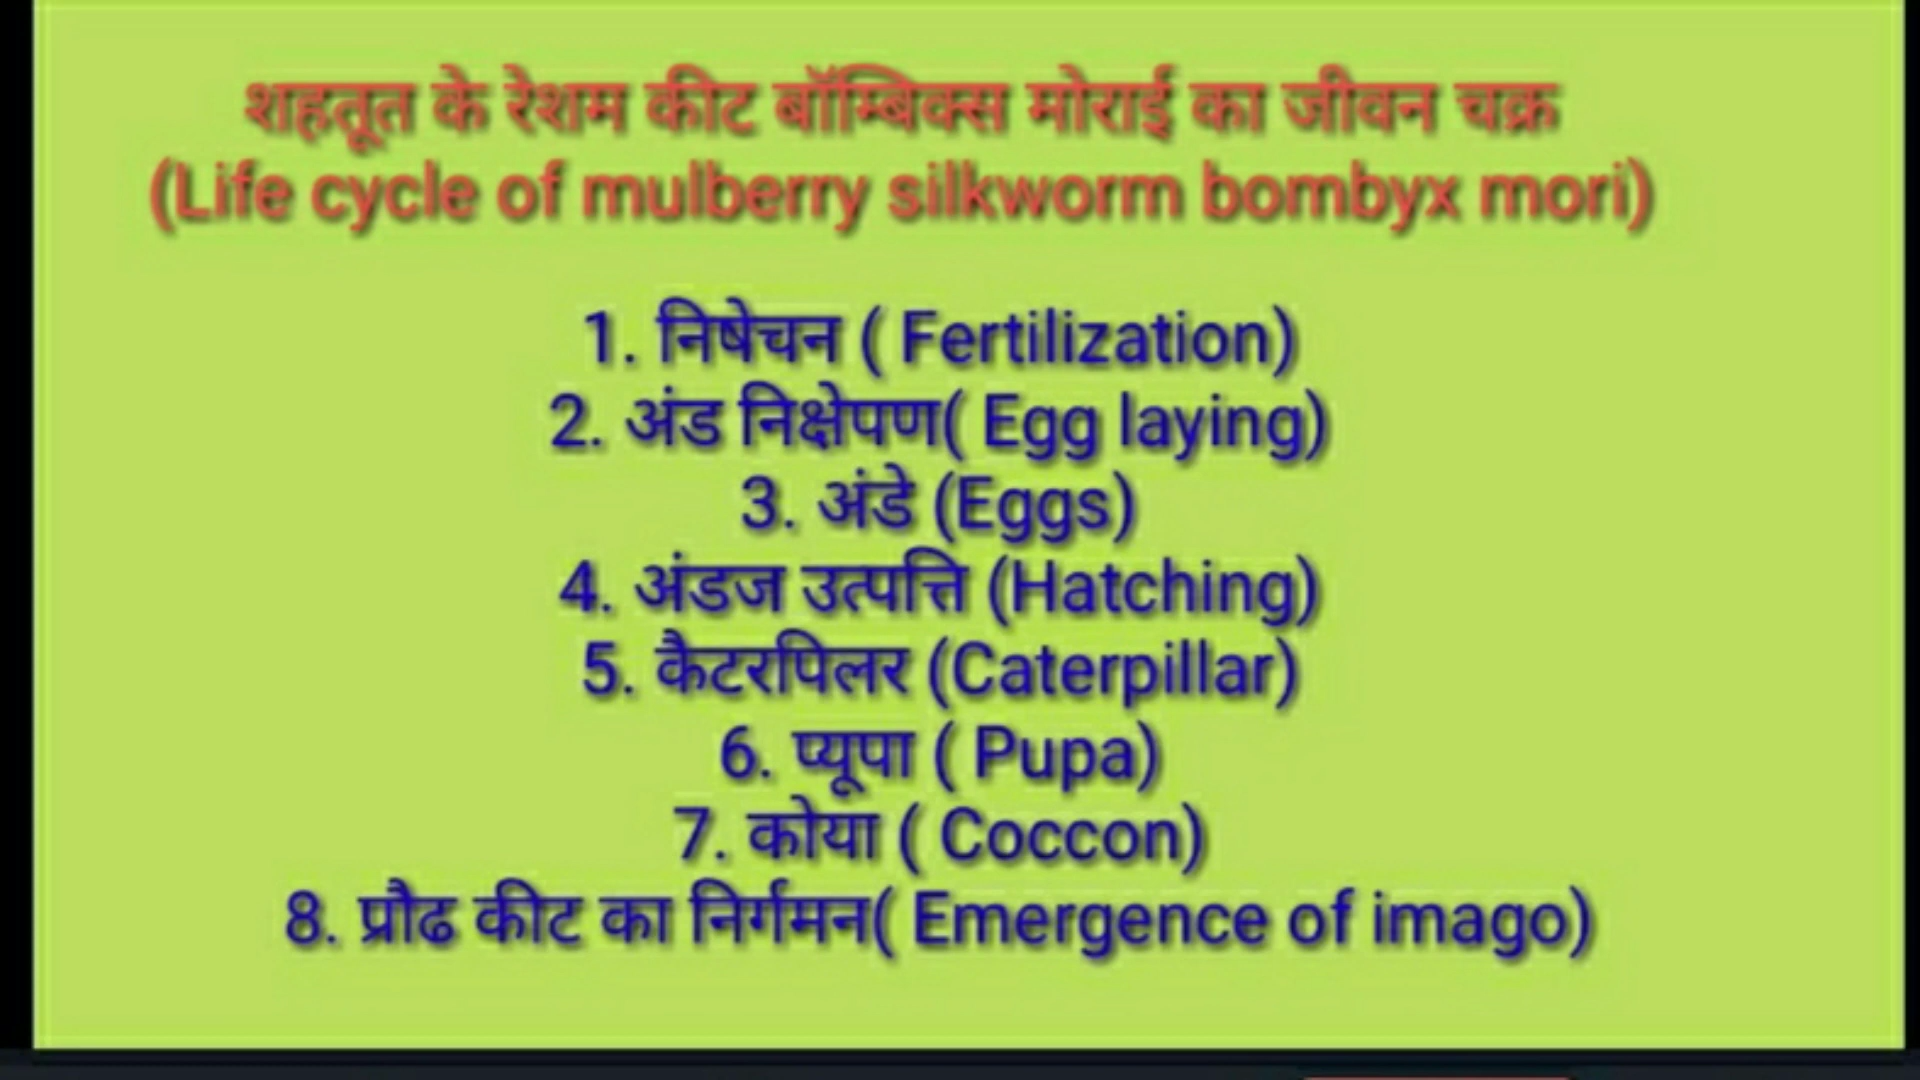 शहतूत के रेशम कीट बॉम्बिक्स मोराई का जीवन चक्र
(Life cycle of mulberry silkworm bombyx mori)
1. निषेचन ( Fertilization)
2. अंड निक्षेपण( Egg laying)
3. अंडे (Eggs)
4. अंडज उत्पत्ति (Hatching)
5. कैटरपिलर (Caterpillar)
6. प्यूपा ( Pupa)
7. कोया ( Coccon)
8. प्रौढ कीट का निर्गमन( Emergence of imago)